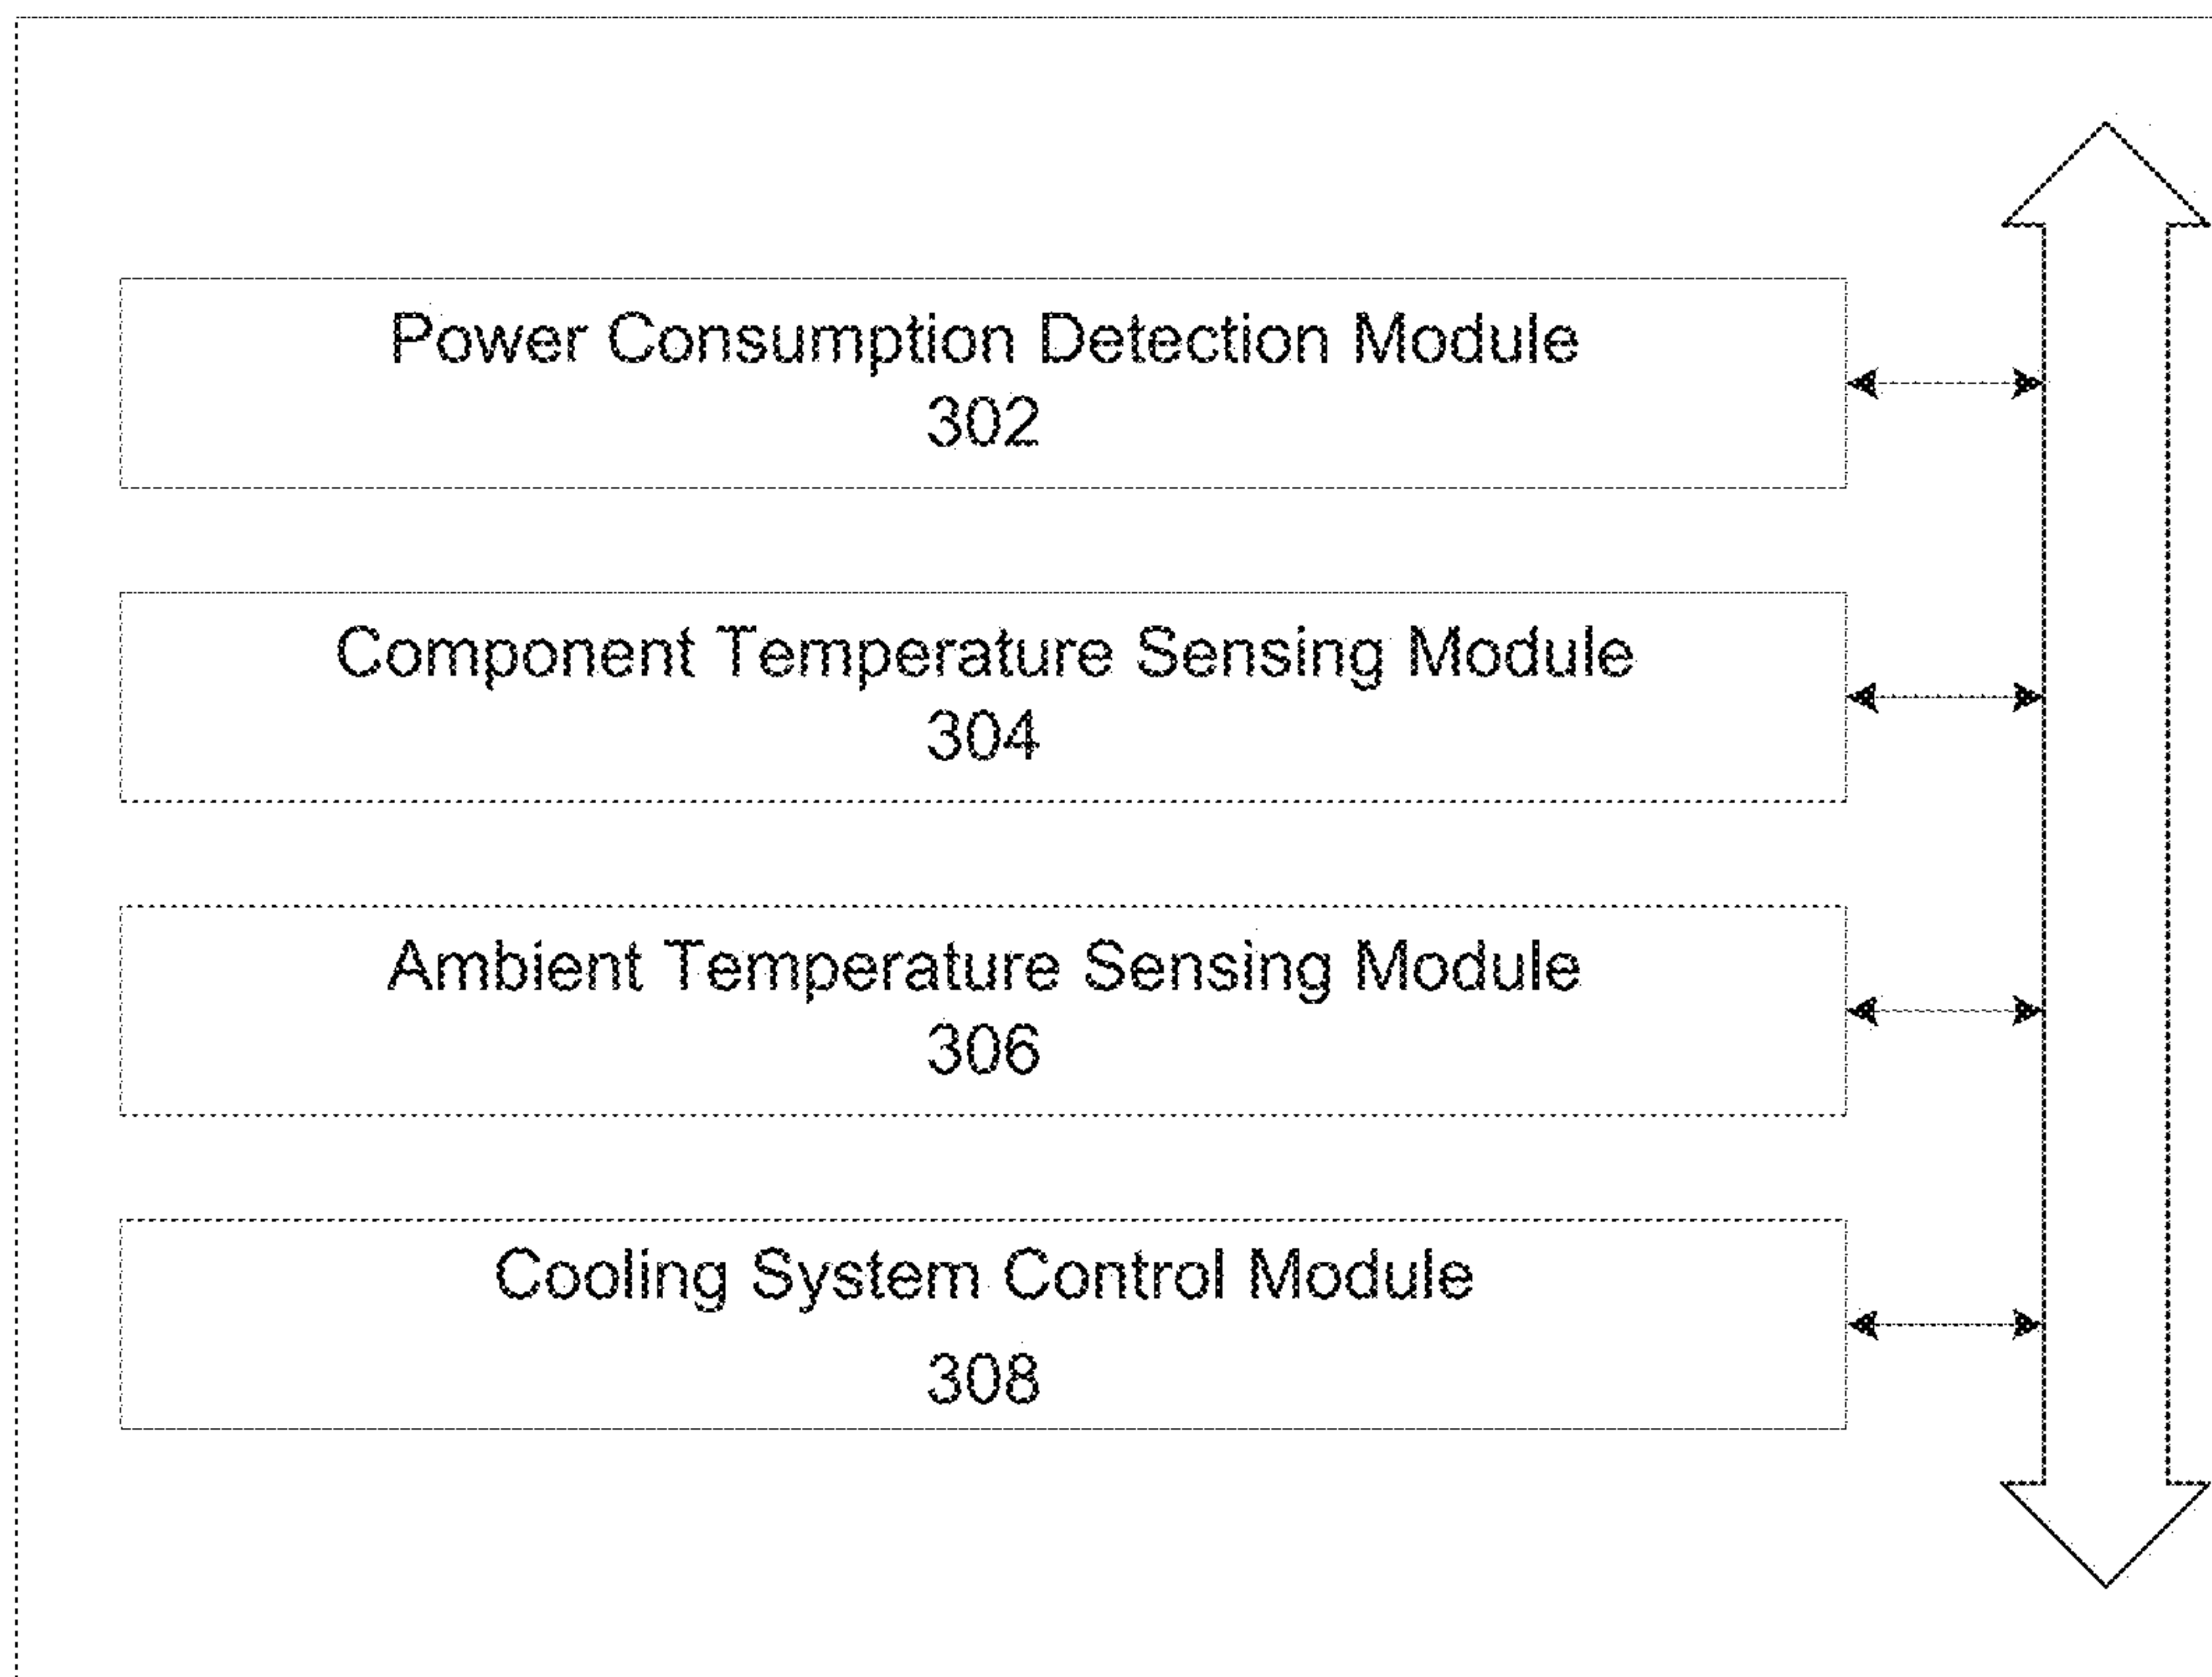 Power Consumption Detection Module
302
Component Temperature Sensing Module
304
Ambient Temperature Sensing Module
306
Cooling System Control Module
308